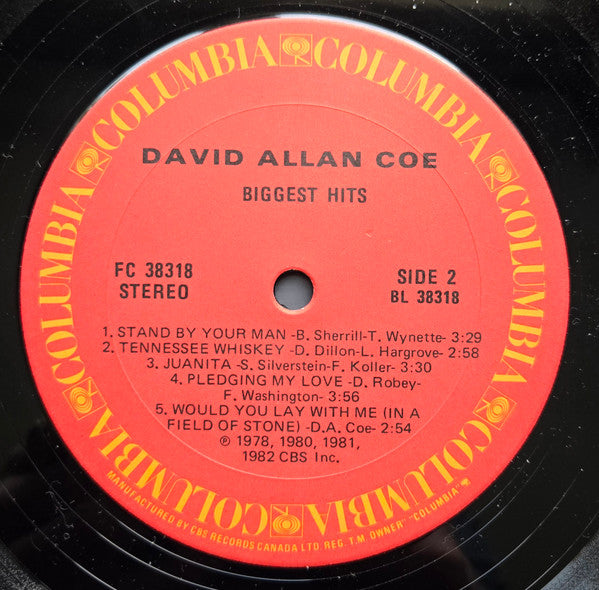 COLUMBIA COLUMBIA COLUMBIA COLUMBIA COLUMBIA COLUMBIA
DAVID ALLAN COE
BIGGEST HITS
FC 38318
STEREO
SIDE 2
BL 38318
1. STAND BY YOUR MAN -B. Sherrill-T. Wynette- 3:29
2. TENNESSEE WHISKEY -D. Dillon-L. Hargrove- 2:58
3. JUANITA -S. Silverstein-F. Koller- 3:30
4. PLEDGING MY LOVE -D. Robey-
F. Washington- 3:56
5. WOULD YOU LAY WITH ME (IN A
FIELD OF STONE) -D.A. Coe- 2:54
℗ 1978, 1980, 1981,
1982 CBS Inc.
MANUFACTURED BY CBS RECORDS CANADA LTD. REG. T.M. OWNER "COLUMBIA"